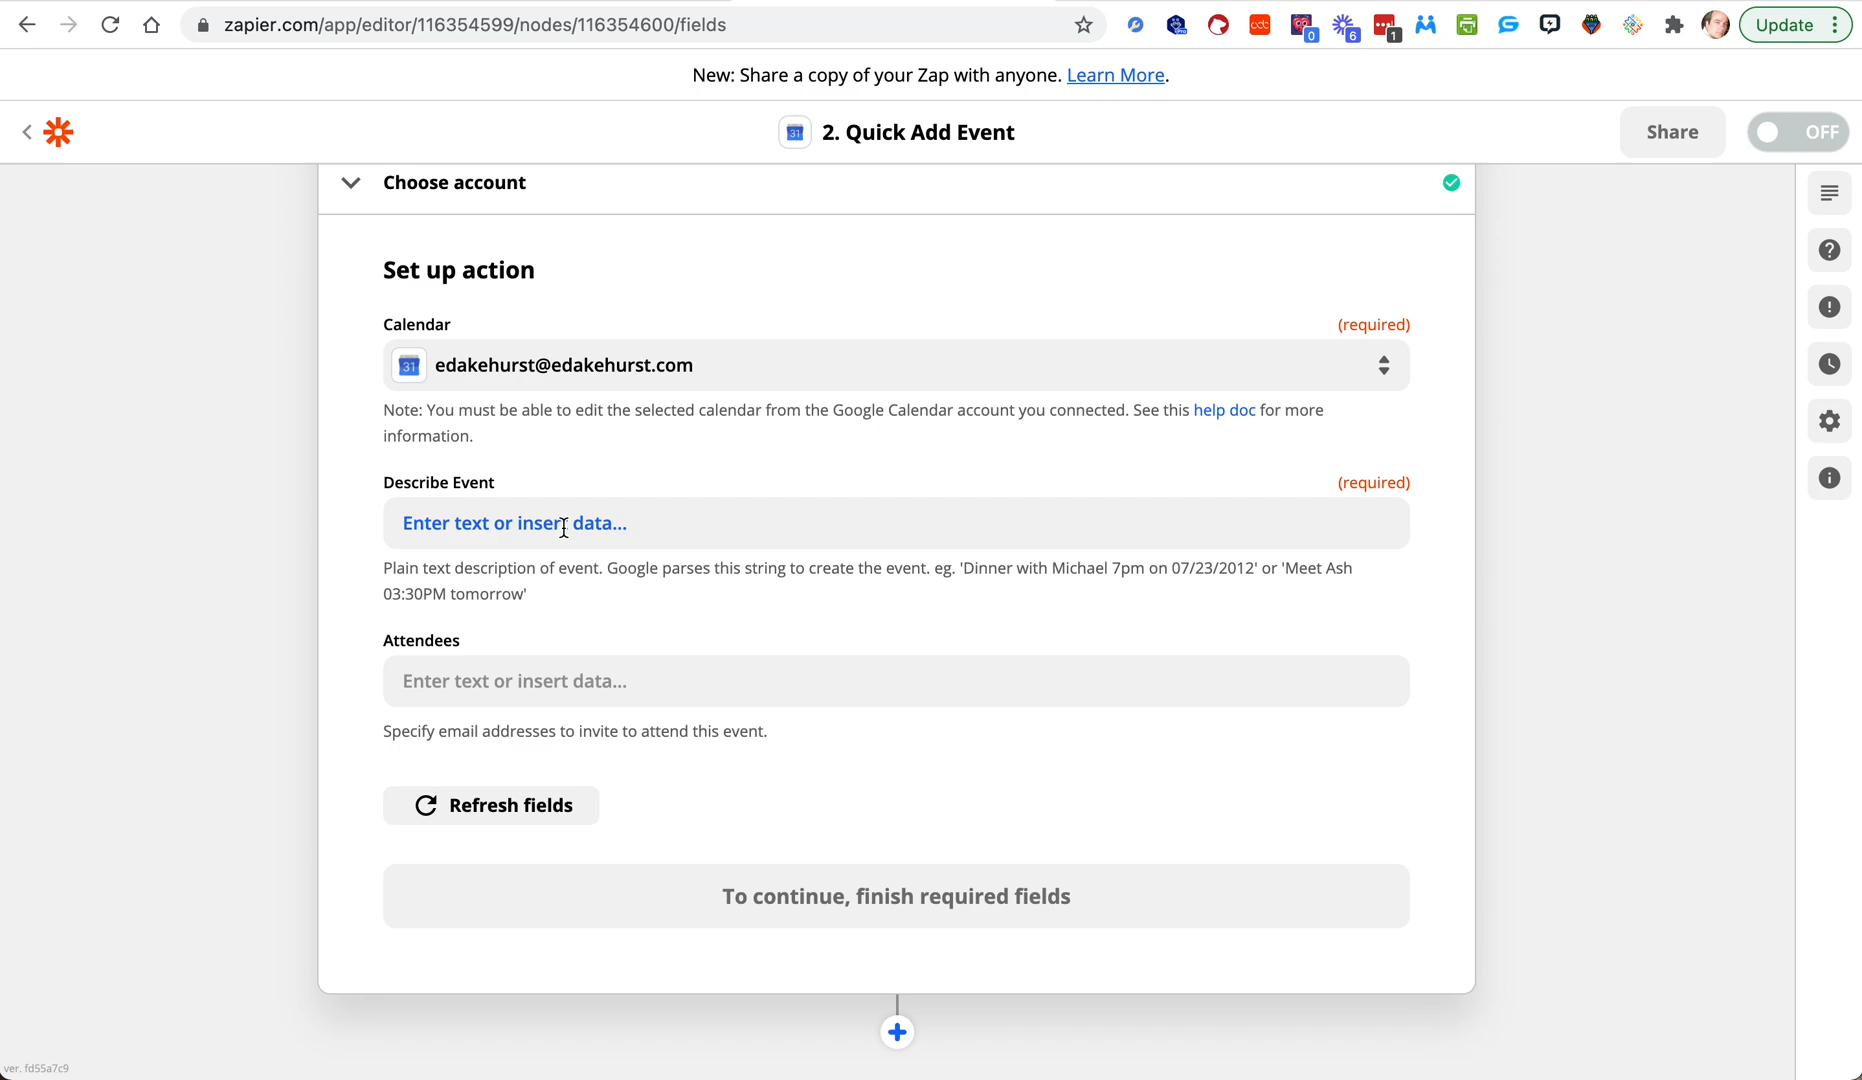 zapier.com/app/editor/116354599/nodes/116354600/fields
cdc
0
6
1
Update
New: Share a copy of your Zap with anyone. Learn More.
31
2. Quick Add Event
Share
OFF
Choose account
Set up action
Calendar
(required)
31
edakehurst@edakehurst.com
Note: You must be able to edit the selected calendar from the Google Calendar account you connected. See this help doc for more
information.
Describe Event
(required)
Enter text or insert data...
Plain text description of event. Google parses this string to create the event. eg. 'Dinner with Michael 7pm on 07/23/2012' or 'Meet Ash
03:30PM tomorrow'
Attendees
Enter text or insert data...
Specify email addresses to invite to attend this event.
Refresh fields
To continue, finish required fields
ver. fd55a7c9